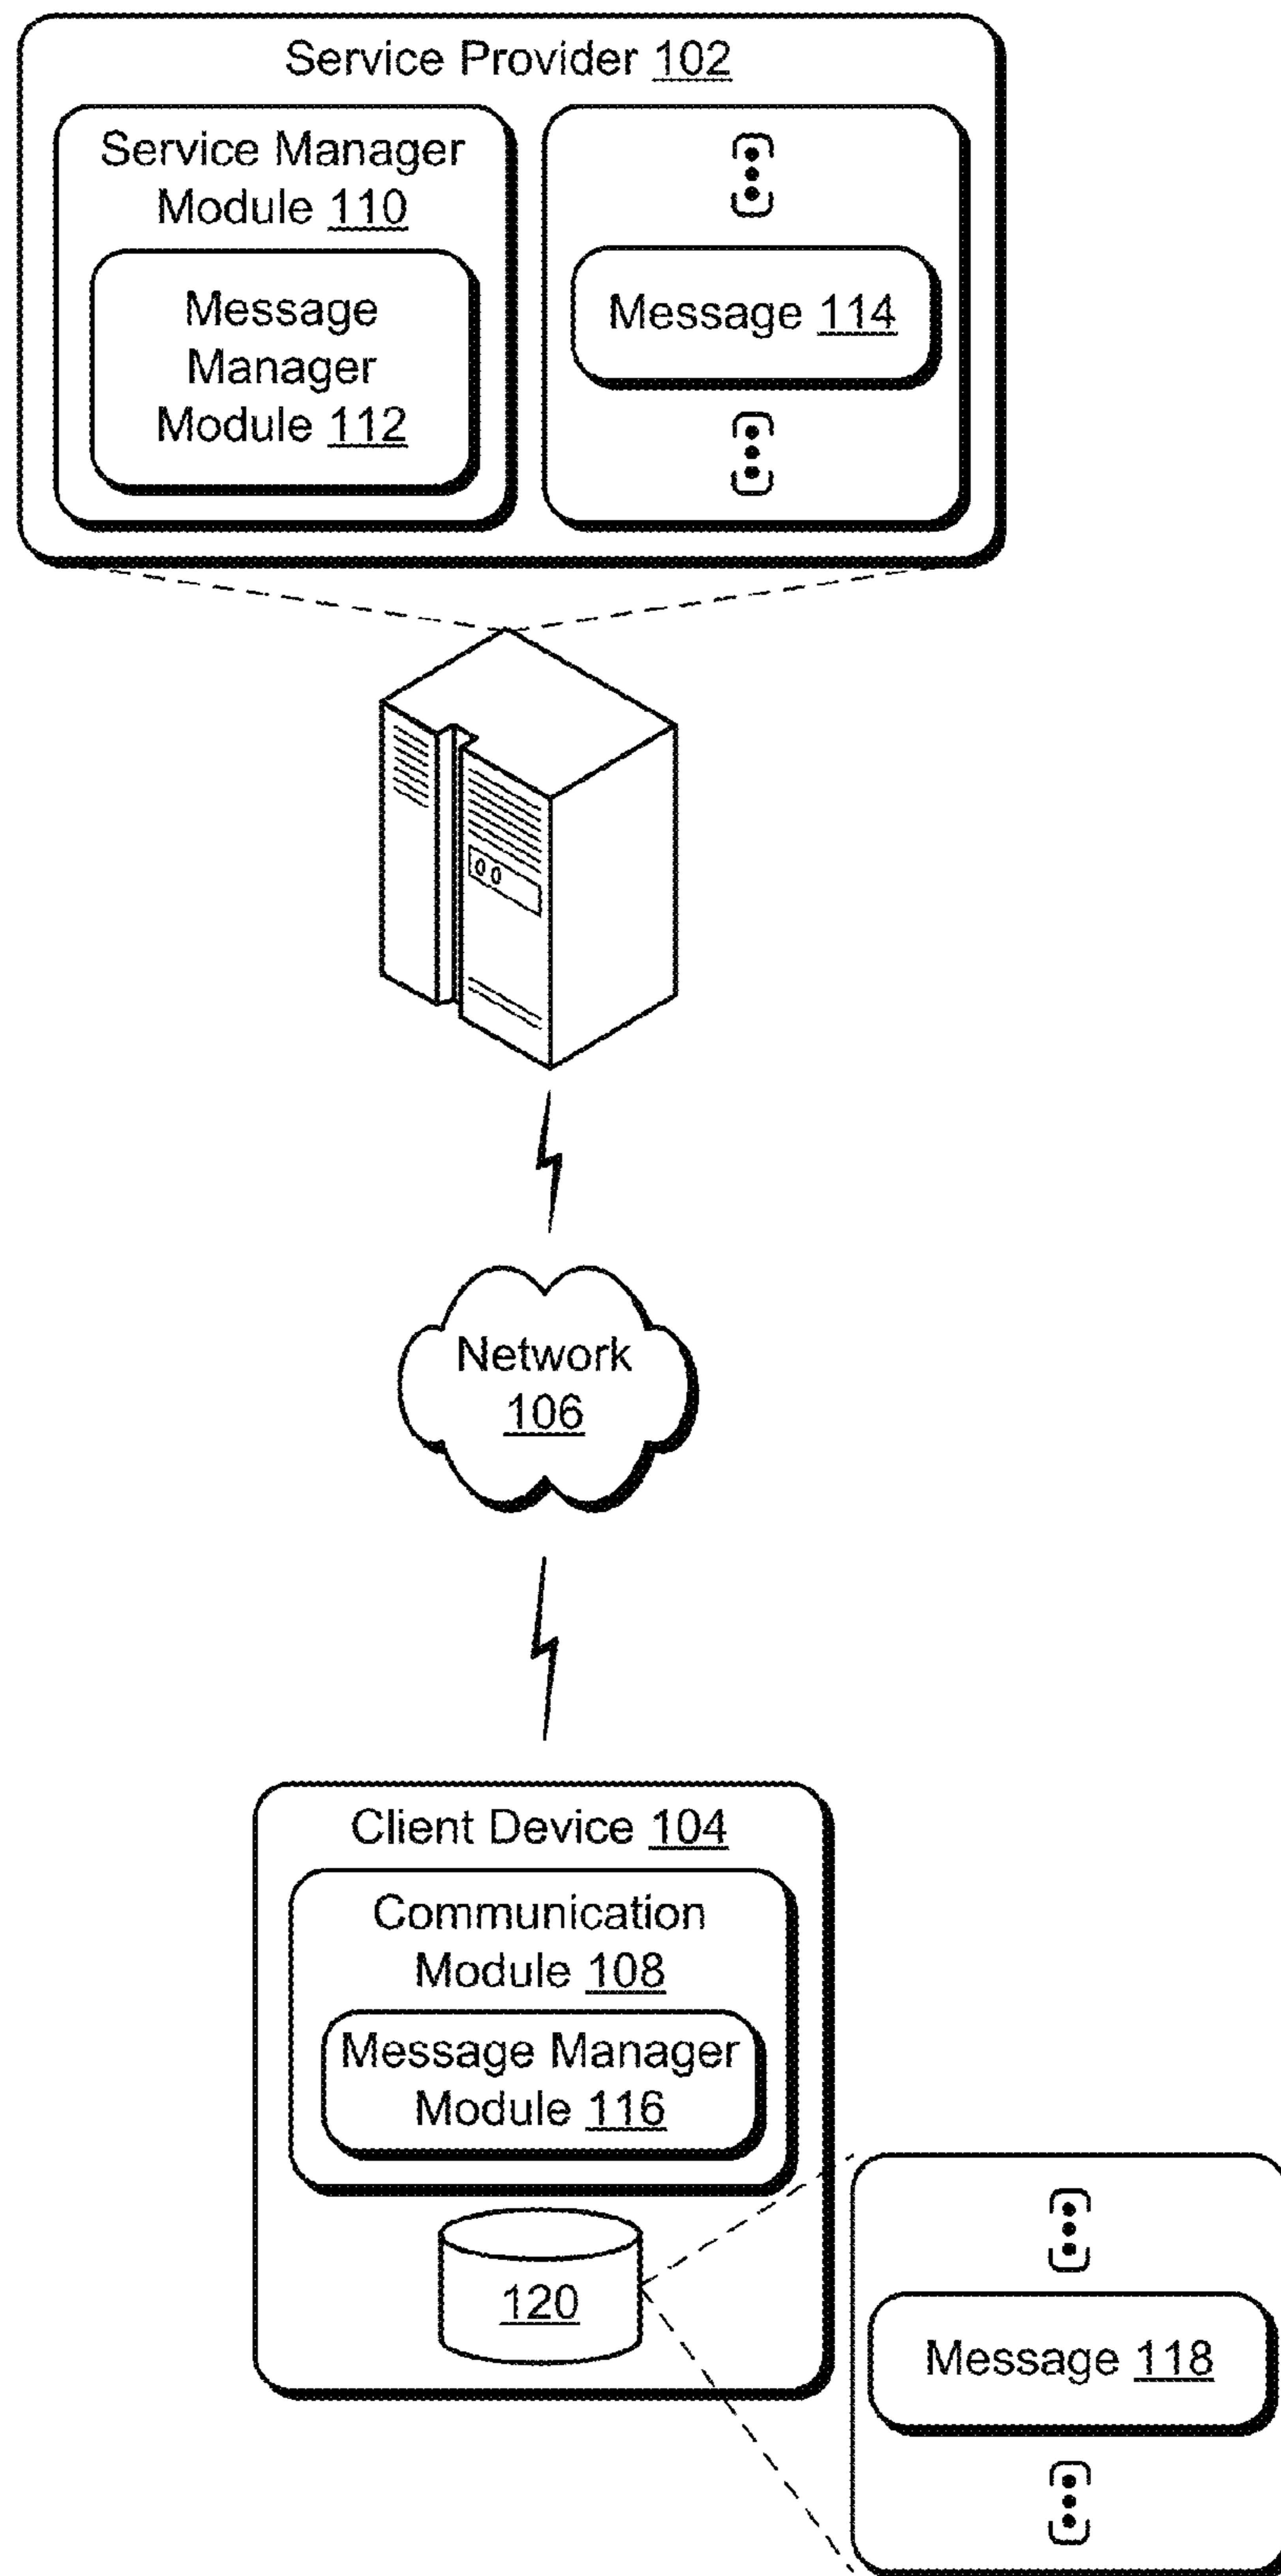 Service Provider 102
Service Manager
Module 110
Message
Manager
Module 112
Message 114
Network
106
Client Device 104
Communication
Module 108
Message Manager
Module 116
120
Message 118